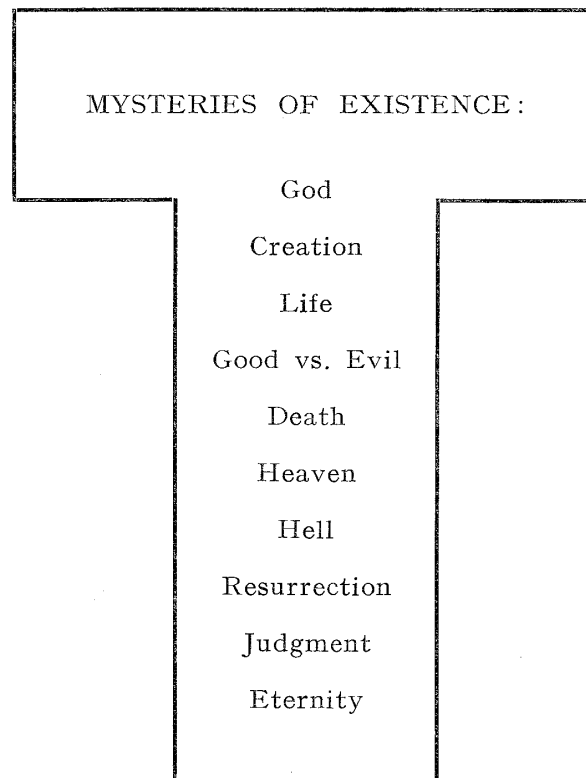 MYSTERIES OF EXISTENCE:
God
Creation
Life
Good vs. Evil
Death
Heaven
Hell
Resurrection
Judgment
Eternity